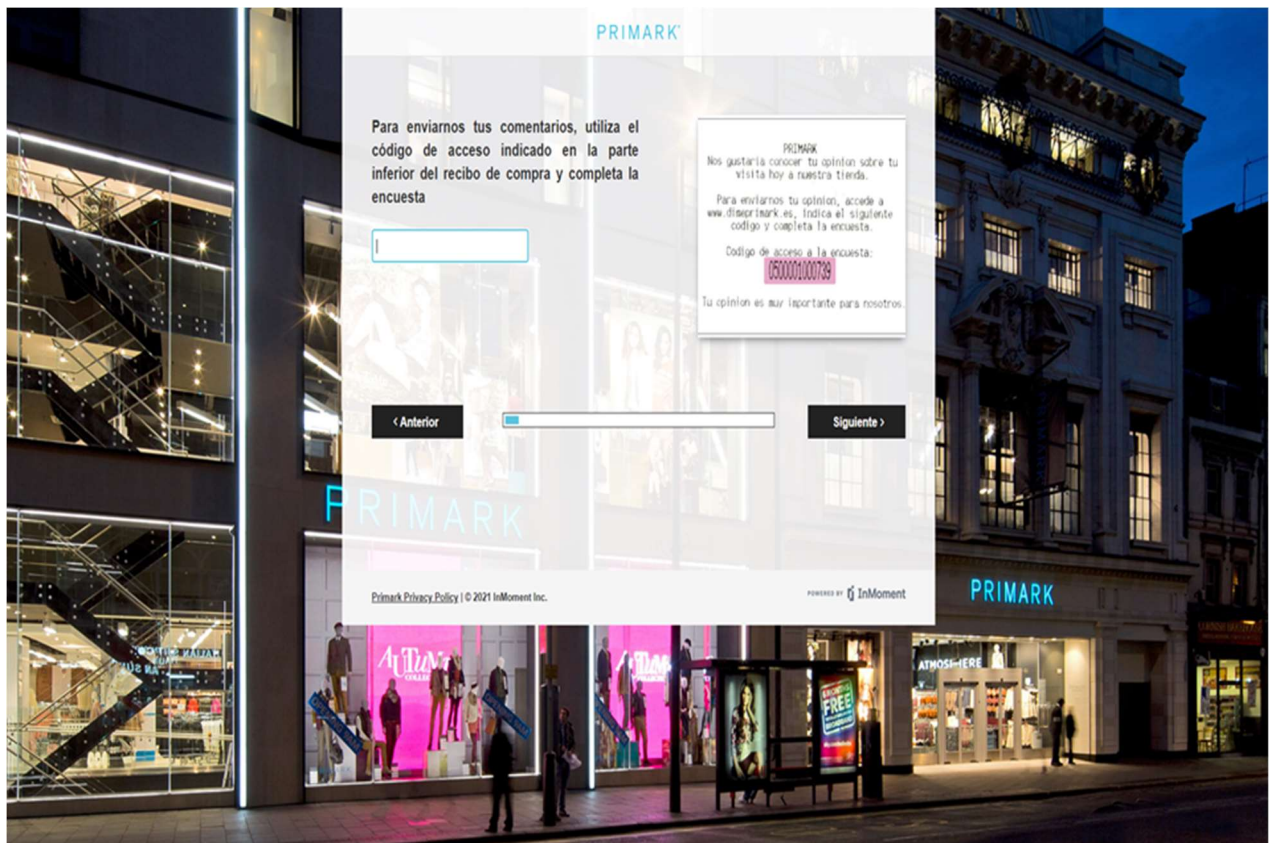 PRIMARK
Para enviarnos tus comentarios, utiliza el
código de acceso indicado en la parte
inferior del recibo de compra y completa la
encuesta
PRIMARK
Nos gustaria conocer tu opinion sobre tu
visita hoy a nuestra tienda.
Para enviarnos tu opinion, accede a
www.dimeprimark.es, indica el siguiente
codigo y completa la encuesta.
Codigo de acceso a la encuesta:
0500001000739
Tu opinion es muy importante para nosotros.
< Anterior
Siguiente >
PRIMARK
Primark Privacy Policy | © 2021 InMoment Inc.
POWERED BY InMoment
PRIMARK
ATMOSPHERE
AUTUMN
COLLECTION
FREE
BROADBAND